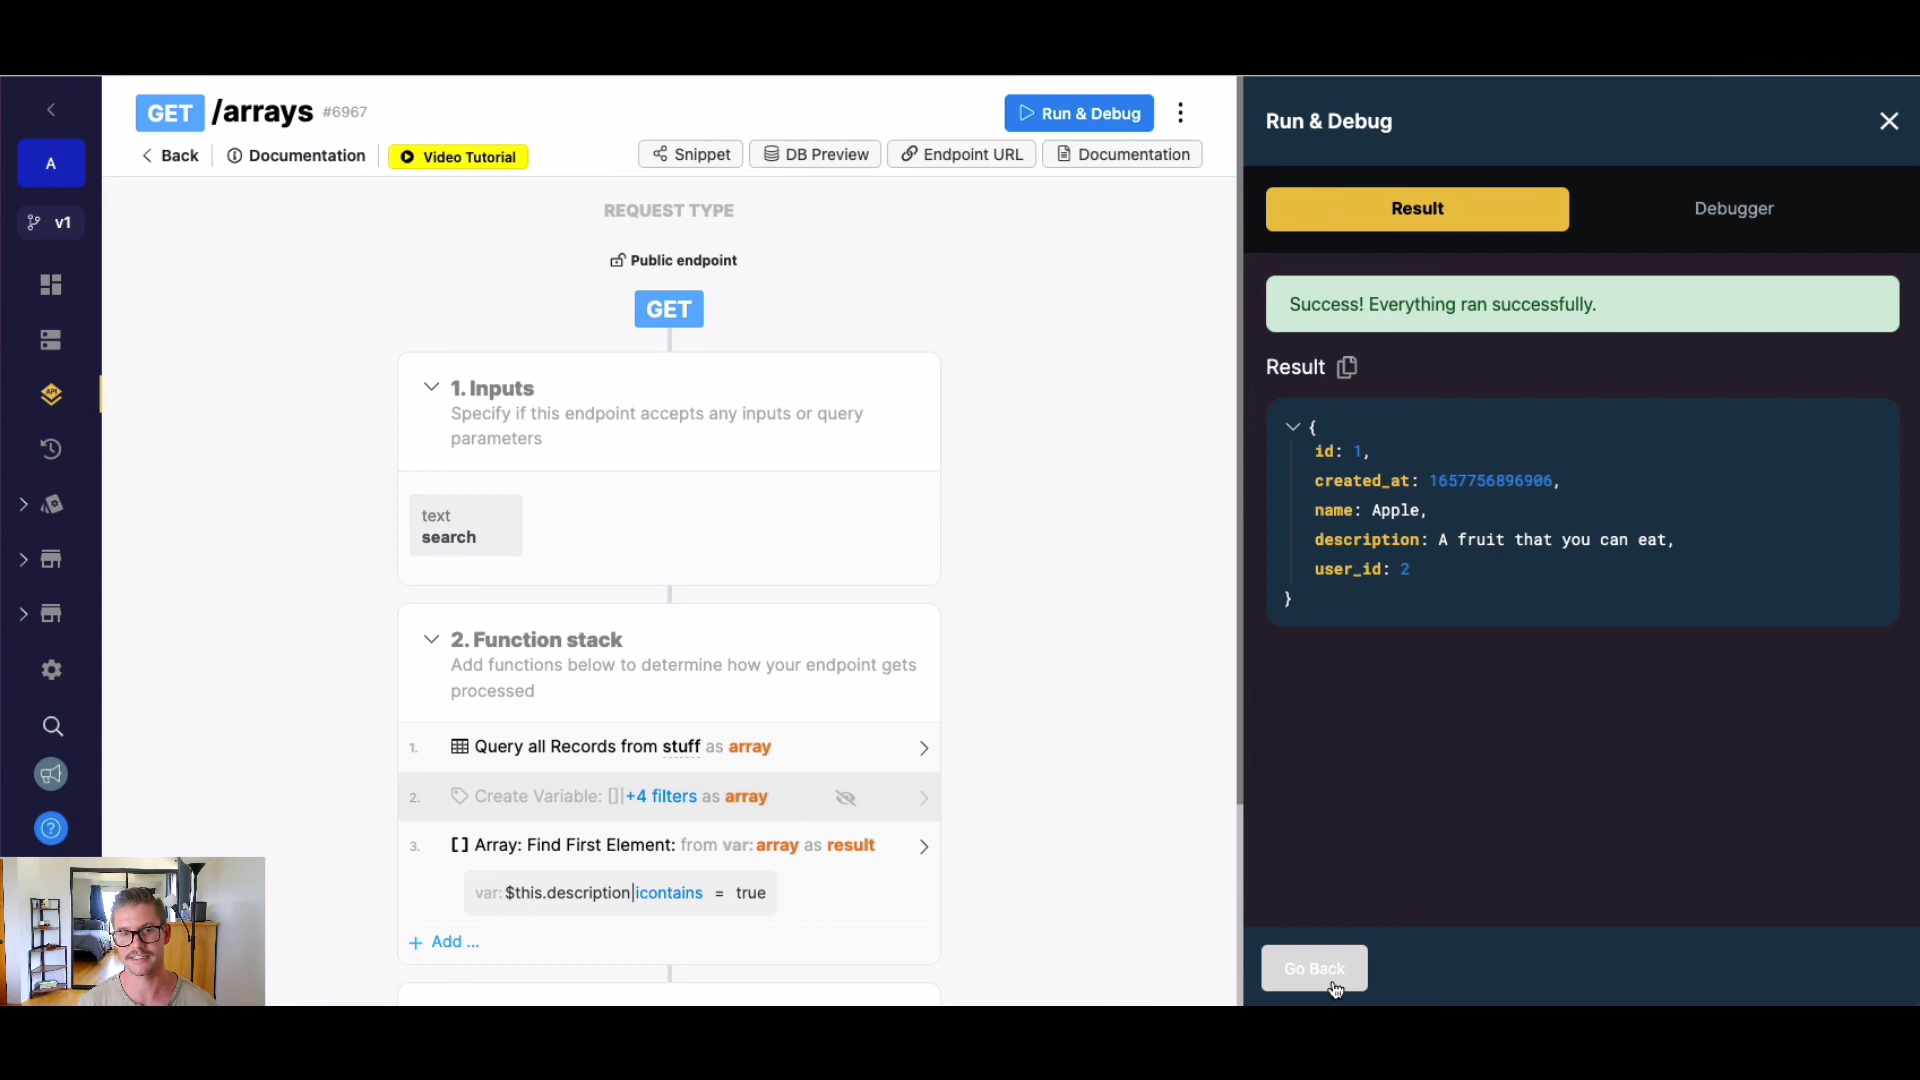 GET /arrays #6967
Run & Debug
Back
Documentation
Video Tutorial
Snippet
DB Preview
Endpoint URL
Documentation
A
v1
API
REQUEST TYPE
Public endpoint
GET
1. Inputs
Specify if this endpoint accepts any inputs or query
parameters
text
search
2. Function stack
Add functions below to determine how your endpoint gets
processed
1. Query all Records from stuff as array
2. Create Variable: []|+4 filters as array
3. [ ] Array: Find First Element: from var:array as result
var:$this.description|icontains = true
+ Add ...
Run & Debug
Result
Debugger
Success! Everything ran successfully.
Result
{
id: 1,
created_at: 1657756896906,
name: Apple,
description: A fruit that you can eat,
user_id: 2
}
Go Back